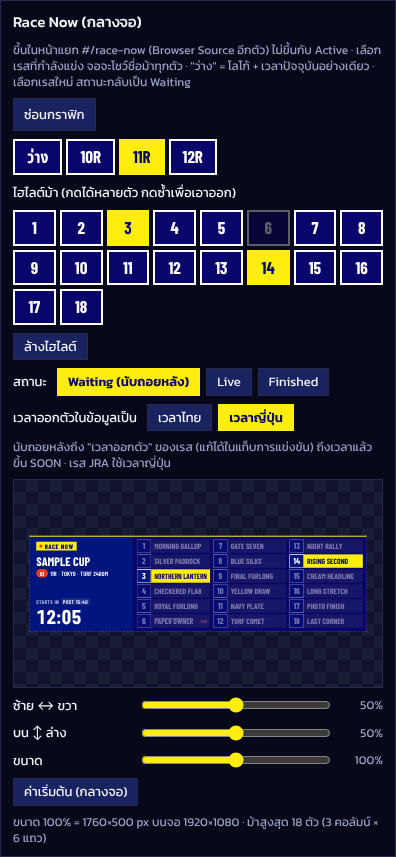 Race Now (กลางจอ)
ขึ้นในหน้าแยก #/race-now (Browser Source อีกตัว) ไม่ขึ้นกับ Active · เลือก
เรสที่กำลังแข่ง จอจะโชว์ชื่อม้าทุกตัว · "ว่าง" = โลโก้ + เวลาปัจจุบันอย่างเดียว ·
เลือกเรสใหม่ สถานะกลับเป็น Waiting
ซ่อนกราฟิก
ว่าง 10R 11R 12R
ไฮไลต์ม้า (กดได้หลายตัว กดซ้ำเพื่อเอาออก)
1 2 3 4 5 6 7 8
9 10 11 12 13 14 15 16
17 18
ล้างไฮไลต์
สถานะ Waiting (นับถอยหลัง) Live Finished
เวลาออกตัวในข้อมูลเป็น เวลาไทย เวลาญี่ปุ่น
นับถอยหลังถึง "เวลาออกตัว" ของเรส (แก้ได้ในแท็บการแข่งขัน) ถึงเวลาแล้ว
ขึ้น SOON · เรส JRA ใช้เวลาญี่ปุ่น
RACE NOW
SAMPLE CUP
G1 11R · TOKYO · TURF 2400M
STARTS IN POST 15:40
12:05
1 MORNING GALLOP
2 SILVER PADDOCK
3 NORTHERN LANTERN
4 CHECKERED FLAG
5 ROYAL FURLONG
6 PAPER OWNER
7 GATE SEVEN
8 BLUE SILKS
9 FINAL FURLONG
10 YELLOW DRAW
11 NAVY PLATE
12 TURF COMET
13 NIGHT RALLY
14 RISING SECOND
15 CREAM HEADLINE
16 LONG STRETCH
17 PHOTO FINISH
18 LAST CORNER
ซ้าย ↔ ขวา 50%
บน ↕ ล่าง 50%
ขนาด 100%
ค่าเริ่มต้น (กลางจอ)
ขนาด 100% = 1760×500 px บนจอ 1920×1080 · ม้าสูงสุด 18 ตัว (3 คอลัมน์ ×
6 แถว)